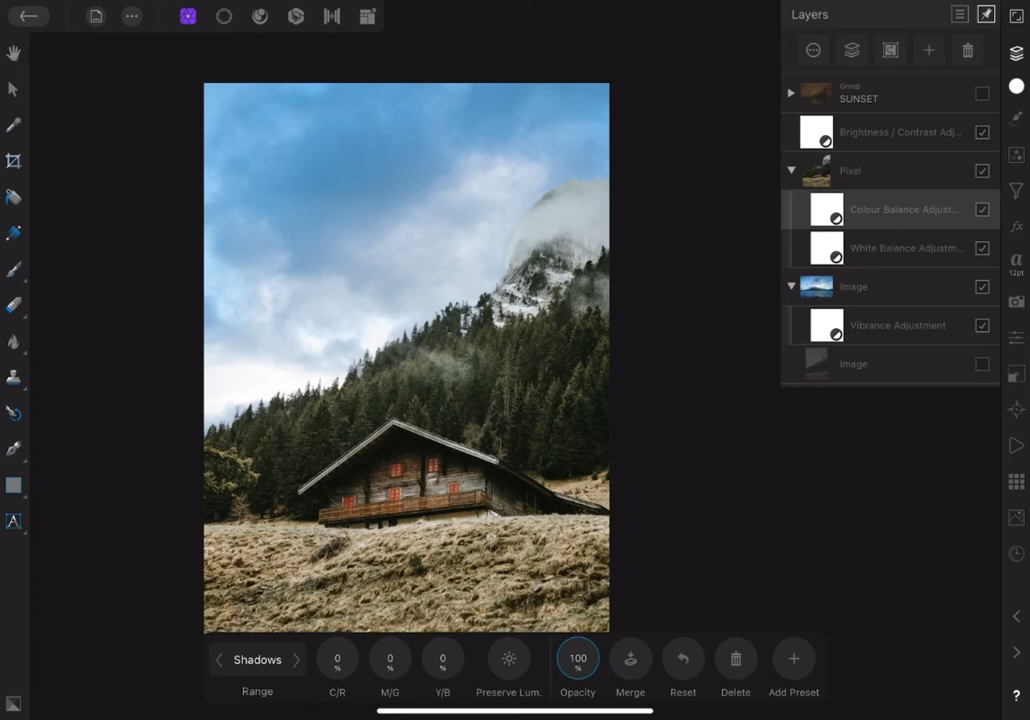 Layers
Group
SUNSET
Brightness / Contrast Adj...
Pixel
Colour Balance Adjust...
White Balance Adjustm...
Image
Vibrance Adjustment
Image
a
12pt
fx
A
Shadows
0
%
0
%
0
%
100
%
Range
C/R
M/G
Y/B
Preserve Lum.
Opacity
Merge
Reset
Delete
Add Preset
?